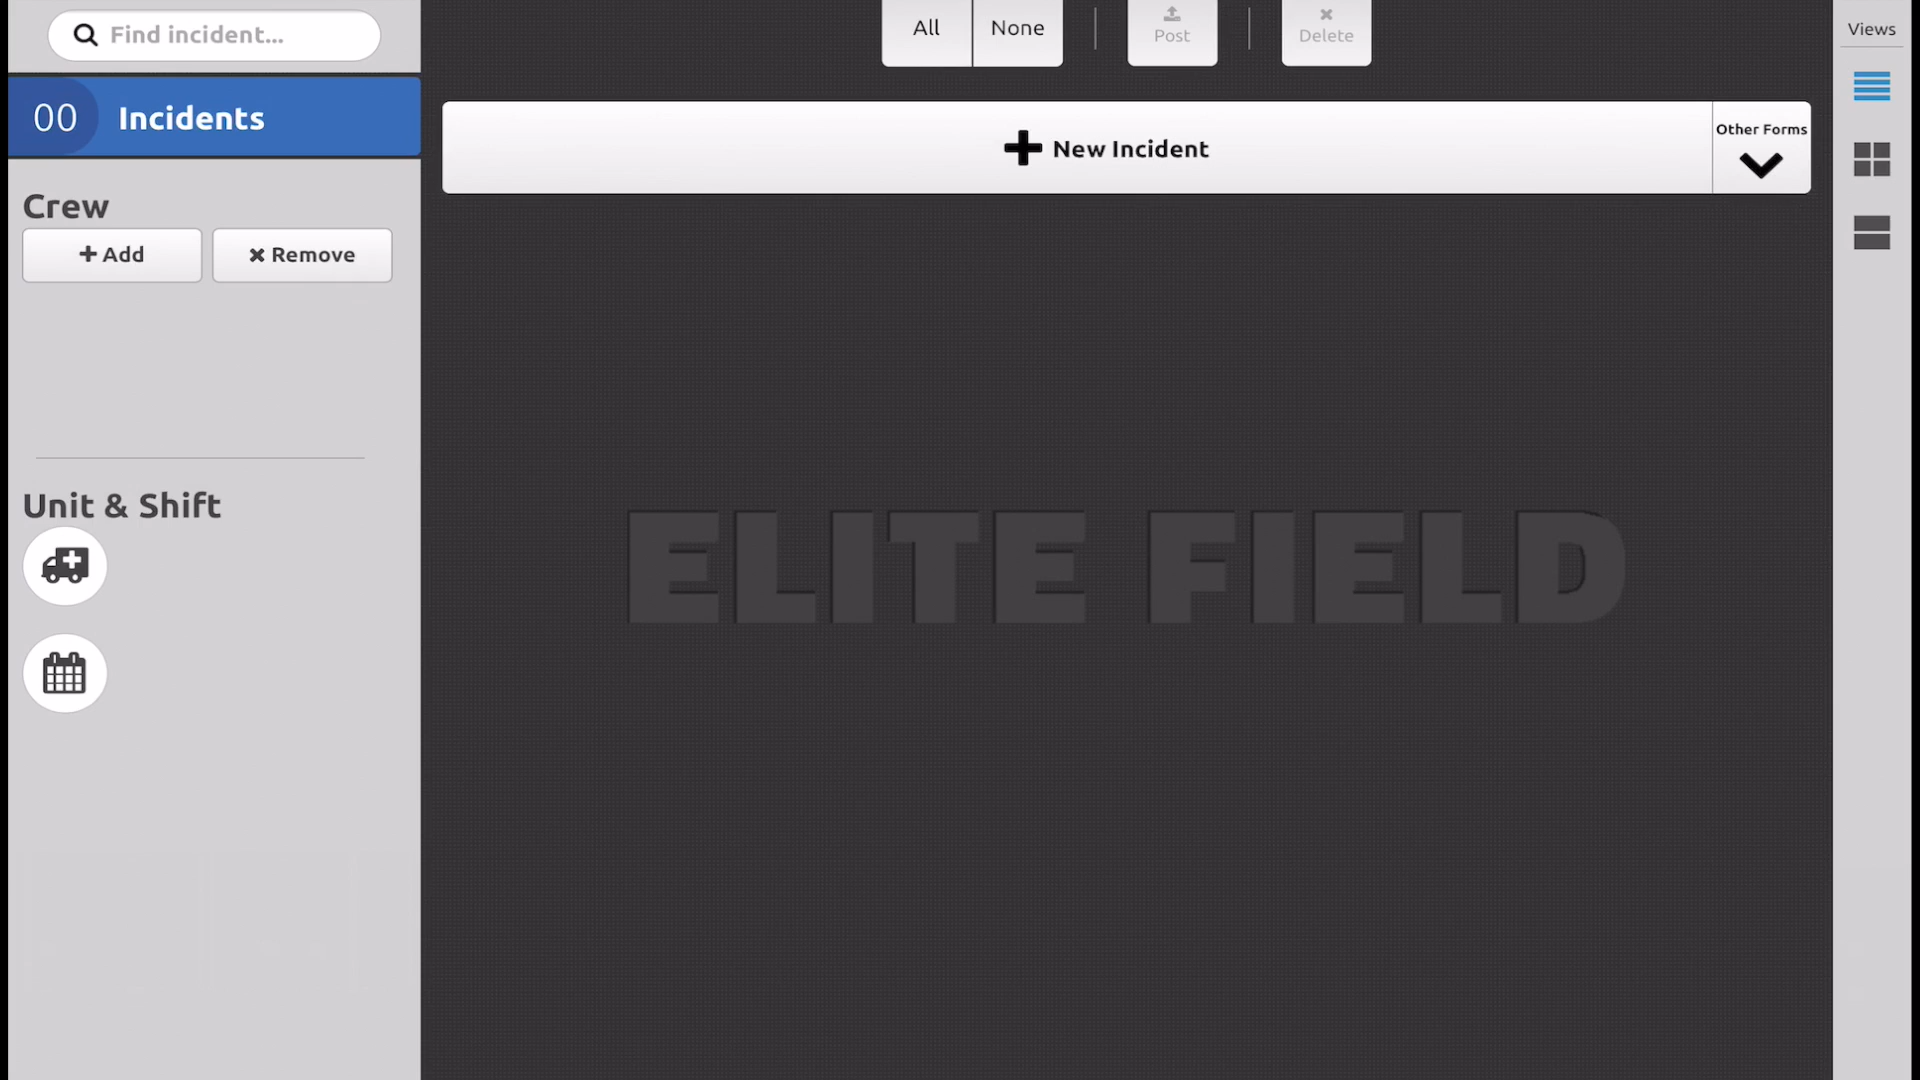 Find incident...
All
None
Post
Delete
Views
00 Incidents
New Incident
Other Forms
Crew
Add
Remove
Unit & Shift
ELITE FIELD